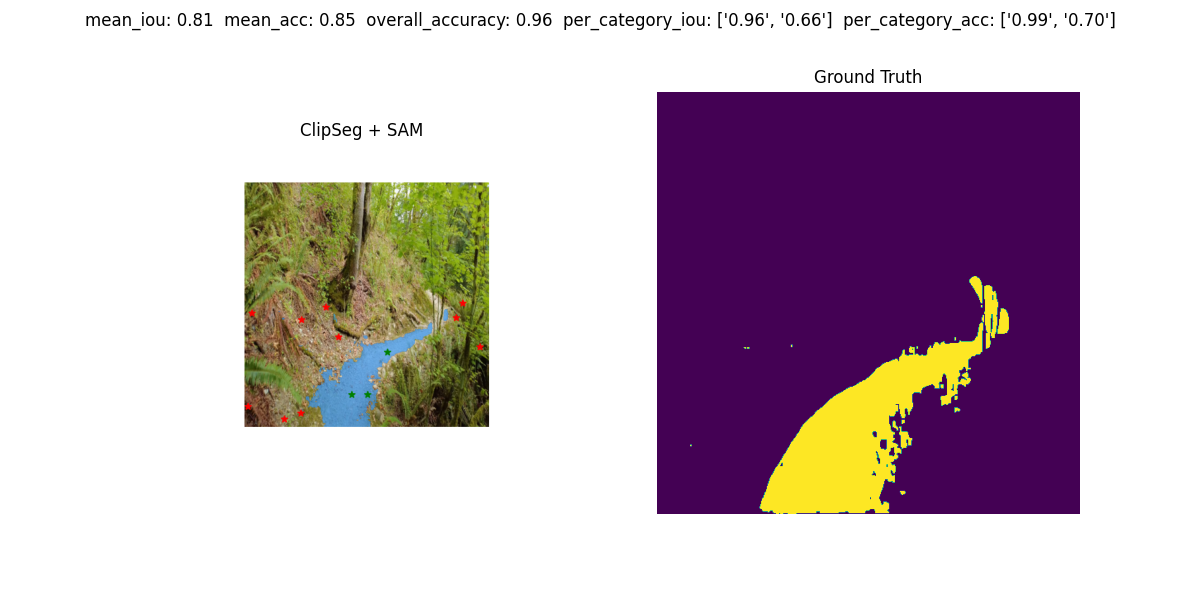 mean_iou: 0.81  mean_acc: 0.85  overall_accuracy: 0.96  per_category_iou: ['0.96', '0.66']  per_category_acc: ['0.99', '0.70']
Ground Truth
ClipSeg + SAM